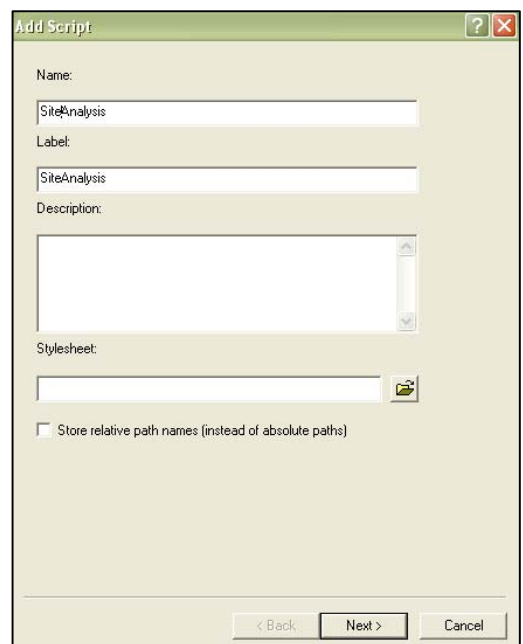 Add Script
Name:
SiteAnalysis
Label:
SiteAnalysis
Description:
Stylesheet:
Store relative path names (instead of absolute paths)
< Back Next > Cancel